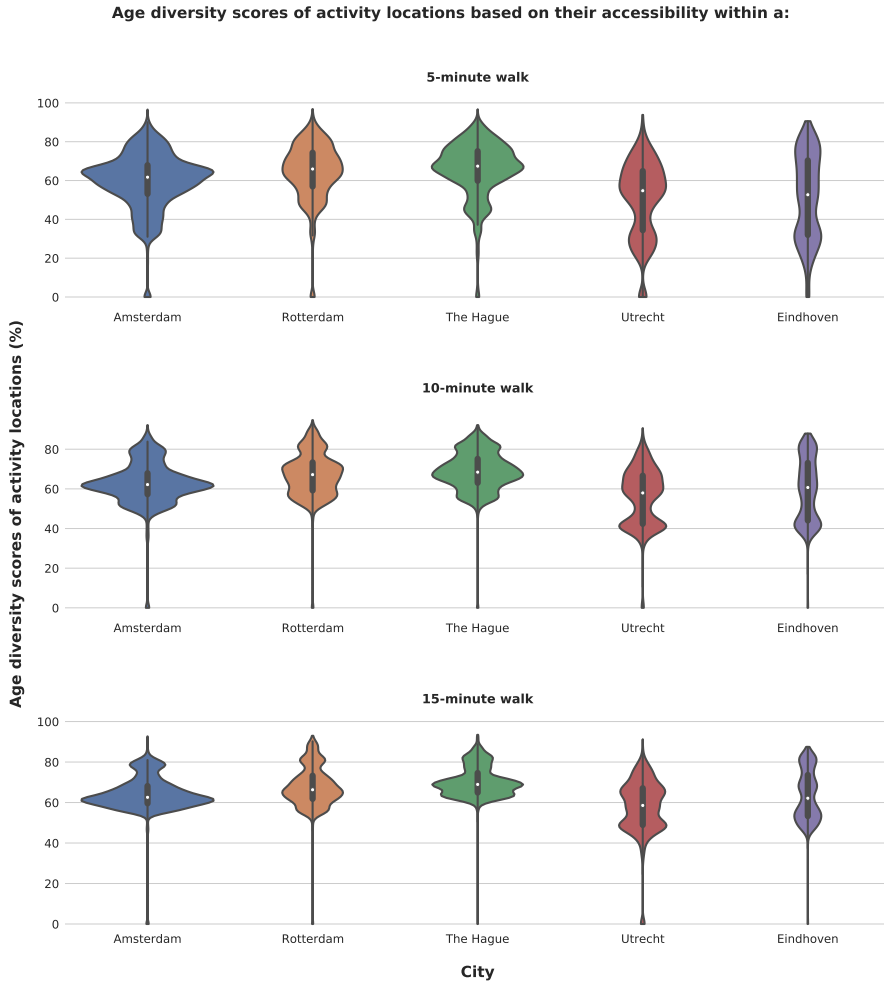 Age diversity scores of activity locations based on their accessibility within a:
5-minute walk
100
80
60
40
20
0
Amsterdam Rotterdam The Hague Utrecht Eindhoven
Age diversity scores of activity locations (%)
10-minute walk
80
60
40
20
0
Amsterdam Rotterdam The Hague Utrecht Eindhoven
15-minute walk
100
80
60
40
20
0
Amsterdam Rotterdam The Hague Utrecht Eindhoven
City